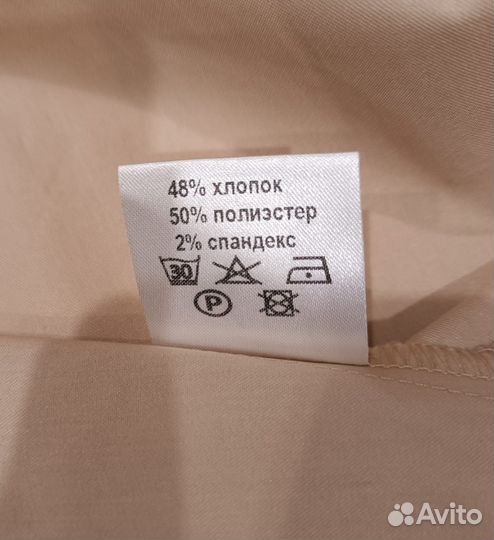 48% хлопок
50% полиэстер
2% спандекс
30
P
Avito